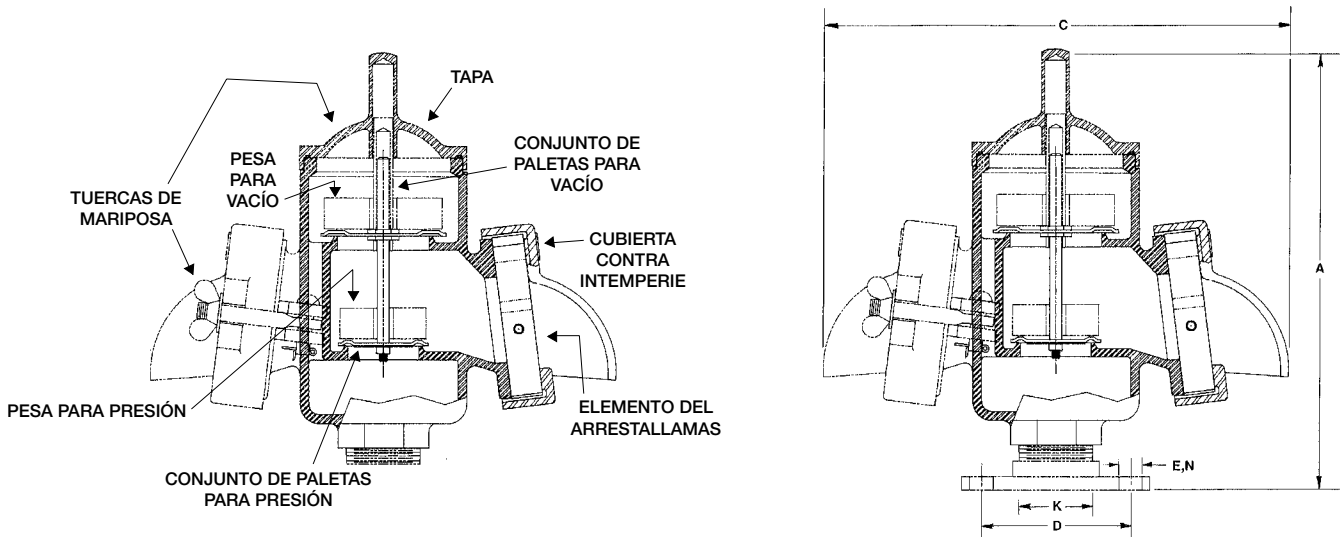 TAPA
CONJUNTO DE
PALETAS PARA
VACÍO
PESA
PARA
VACÍO
TUERCAS DE
MARIPOSA
CUBIERTA
CONTRA
INTEMPERIE
PESA PARA PRESIÓN
ELEMENTO DEL
ARRESTALLAMAS
CONJUNTO DE PALETAS
PARA PRESIÓN
C
A
E,N
K
D